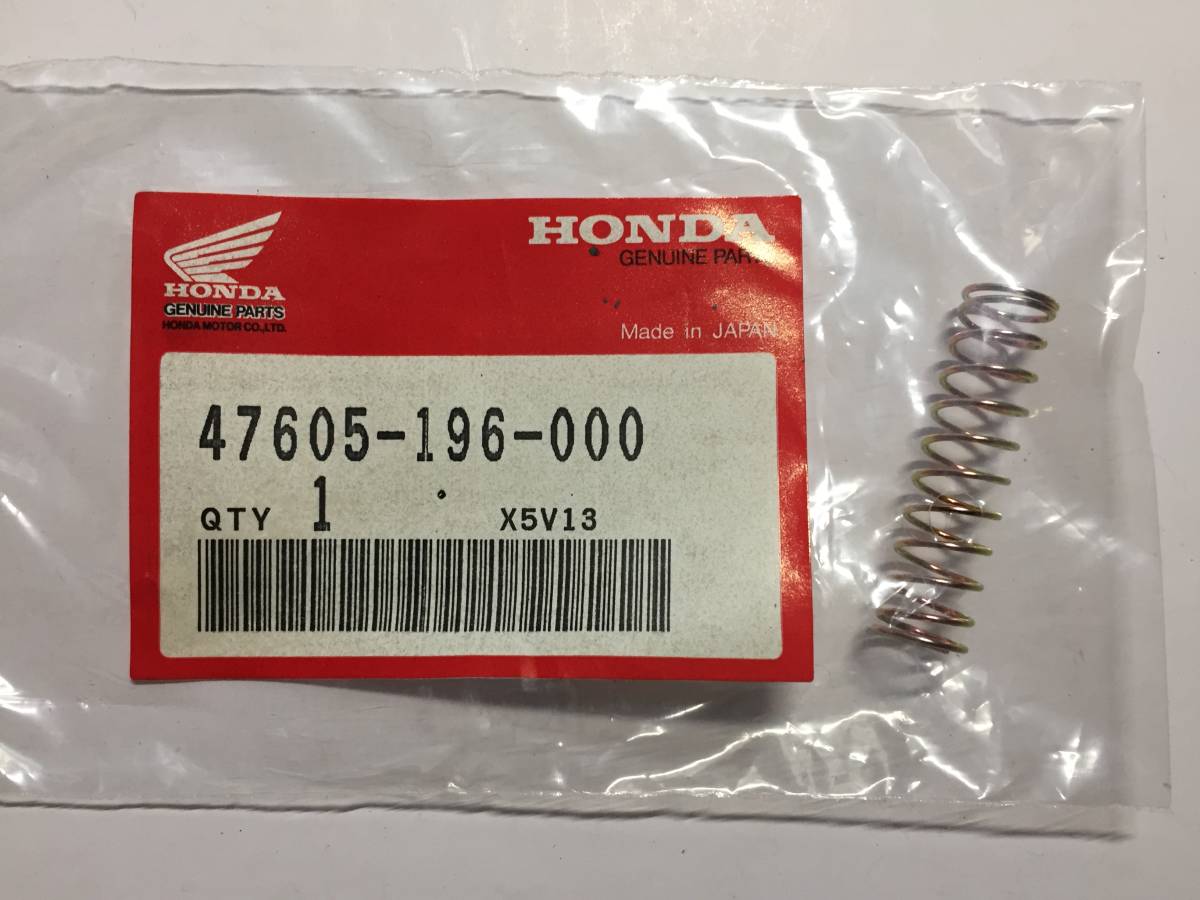 HONDA
GENUINE PARTS
HONDA MOTOR CO.,LTD.
HONDA
GENUINE PARTS
Made in JAPAN
47605-196-000
QTY 1 X5V13